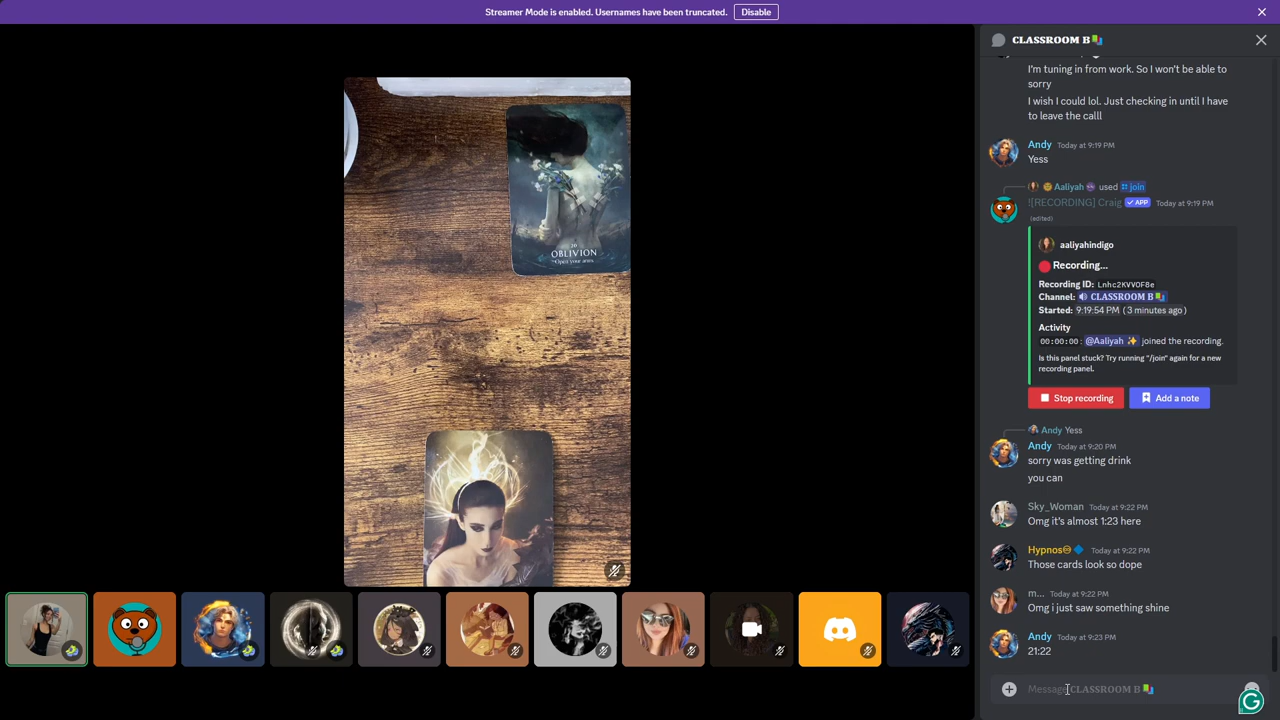 Streamer Mode is enabled. Usernames have been truncated.
Disable
CLASSROOM B
I'm tuning in from work. So I won't be able to
sorry
I wish I could lol. Just checking in until I have
to leave the calll
Andy Today at 9:19 PM
Yess
Aaliyah used join
![RECORDING] Craig APP Today at 9:19 PM
(edited)
aaliyahindigo
Recording...
Recording ID: Lnhc2KVVOF8e
Channel: CLASSROOM B
Started: 9:19:54 PM (3 minutes ago)
Activity
00:00:00: @Aaliyah joined the recording.
Is this panel stuck? Try running "/join" again for a new
recording panel.
Stop recording
Add a note
Andy Yess
Andy Today at 9:20 PM
sorry was getting drink
you can
Sky_Woman Today at 9:22 PM
Omg it's almost 1:23 here
Hypnos Today at 9:22 PM
Those cards look so dope
m... Today at 9:22 PM
Omg i just saw something shine
Andy Today at 9:23 PM
21:22
Message CLASSROOM B
OBLIVION
~Open your arms